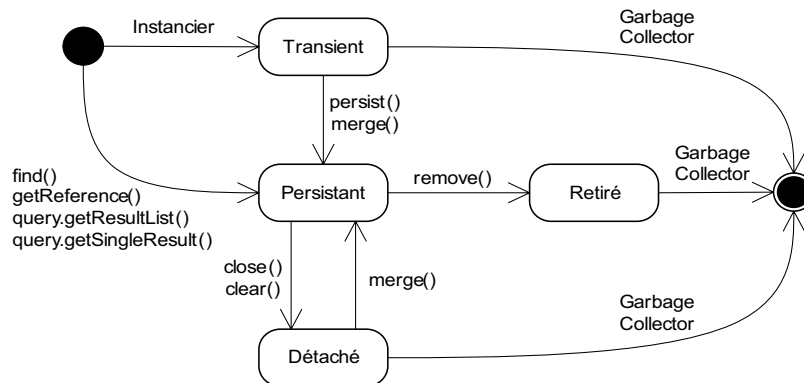 Instancier
Transient
Garbage
Collector
persist()
merge()
find()
getReference()
query.getResultList()
query.getSingleResult()
Persistant
remove()
Retiré
Garbage
Collector
close()
clear()
merge()
Garbage
Collector
Détaché